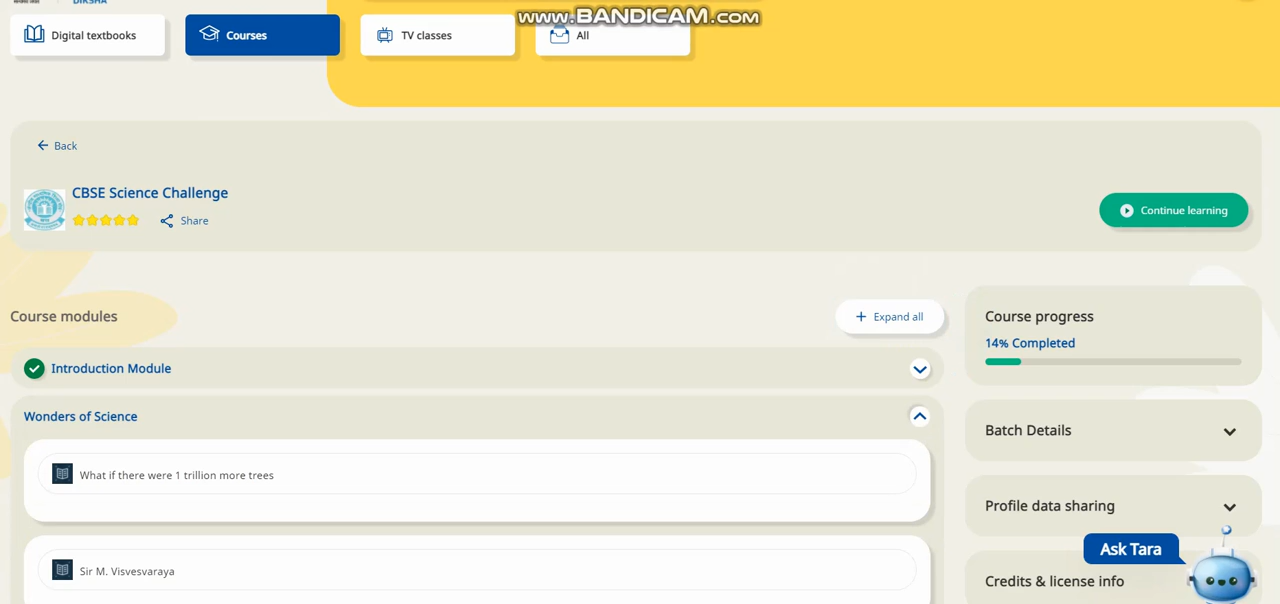 DIKSHA
www.BANDICAM.com
Digital textbooks
Courses
TV classes
All
Back
CBSE Science Challenge
Share
Continue learning
Course modules
Expand all
Course progress
14% Completed
Introduction Module
Wonders of Science
Batch Details
What if there were 1 trillion more trees
Profile data sharing
Ask Tara
Sir M. Visvesvaraya
Credits & license info